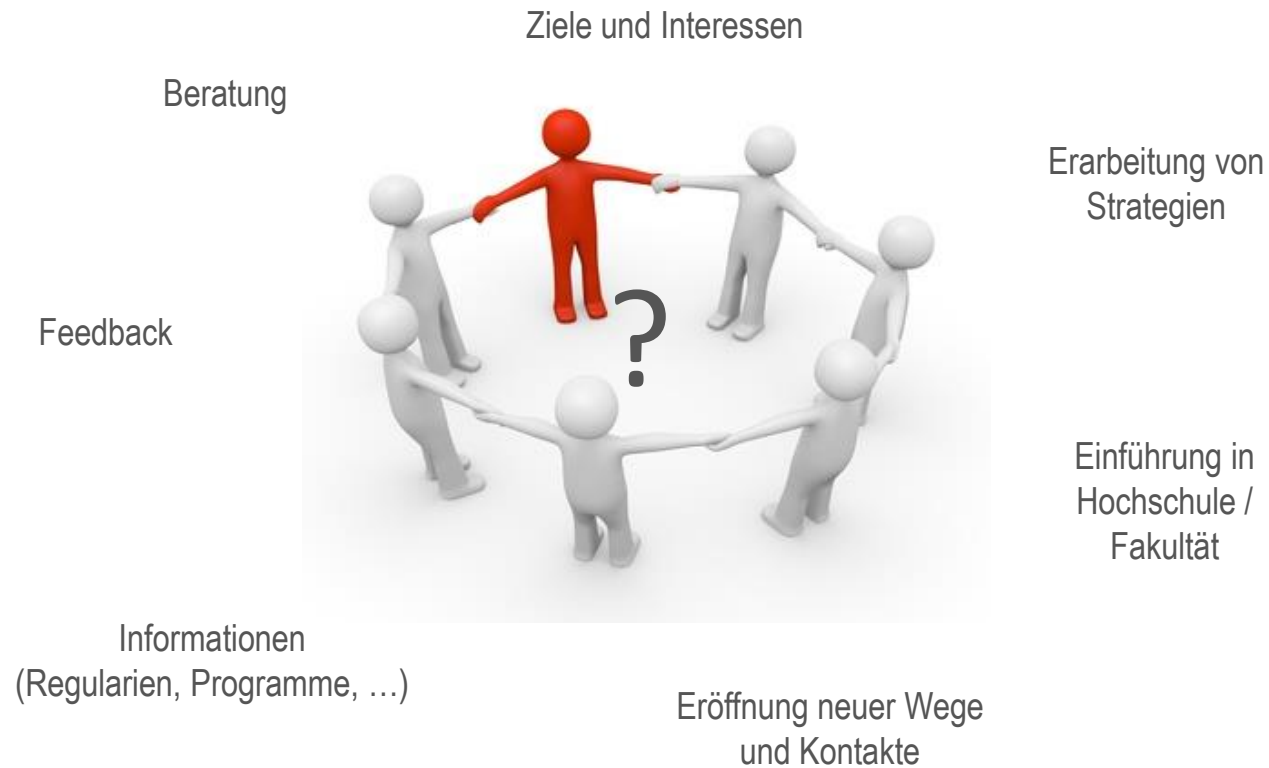 Ziele und Interessen
Beratung
Erarbeitung von
Strategien
Feedback
?
Einführung in
Hochschule /
Fakultät
Informationen
(Regularien, Programme, …)
Eröffnung neuer Wege
und Kontakte